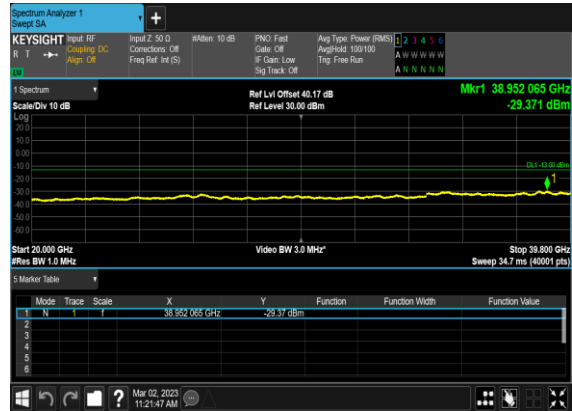 Spectrum Analyzer 1
Swept SA
+
KEYSIGHT Input: RF Input Z: 50 Ω #Atten: 10 dB PNO: Fast Avg Type: Power (RMS) 1 2 3 4 5 6
R T Coupling: DC Corrections: Off Gate: Off Avg|Hold: 100/100 A W W W W W
Align: Off Freq Ref: Int (S) IF Gain: Low Trig: Free Run
LW Sig Track: Off A N N N N N
1 Spectrum Ref Lvl Offset 40.17 dB Mkr1 38.952 065 GHz
Scale/Div 10 dB Ref Level 30.00 dBm -29.371 dBm
Log
20.0
10.0
0.00
-10.0
DL1 -13.00 dBm
-20.0
1
-30.0
-40.0
-50.0
-60.0
Start 20.000 GHz Video BW 3.0 MHz* Stop 39.800 GHz
#Res BW 1.0 MHz Sweep 34.7 ms (40001 pts)
5 Marker Table
Mode Trace Scale X Y Function Function Width Function Value
1 N 1 f 38.952 065 GHz -29.37 dBm
2
3
4
5
6
? Mar 02, 2023
11:21:47 AM